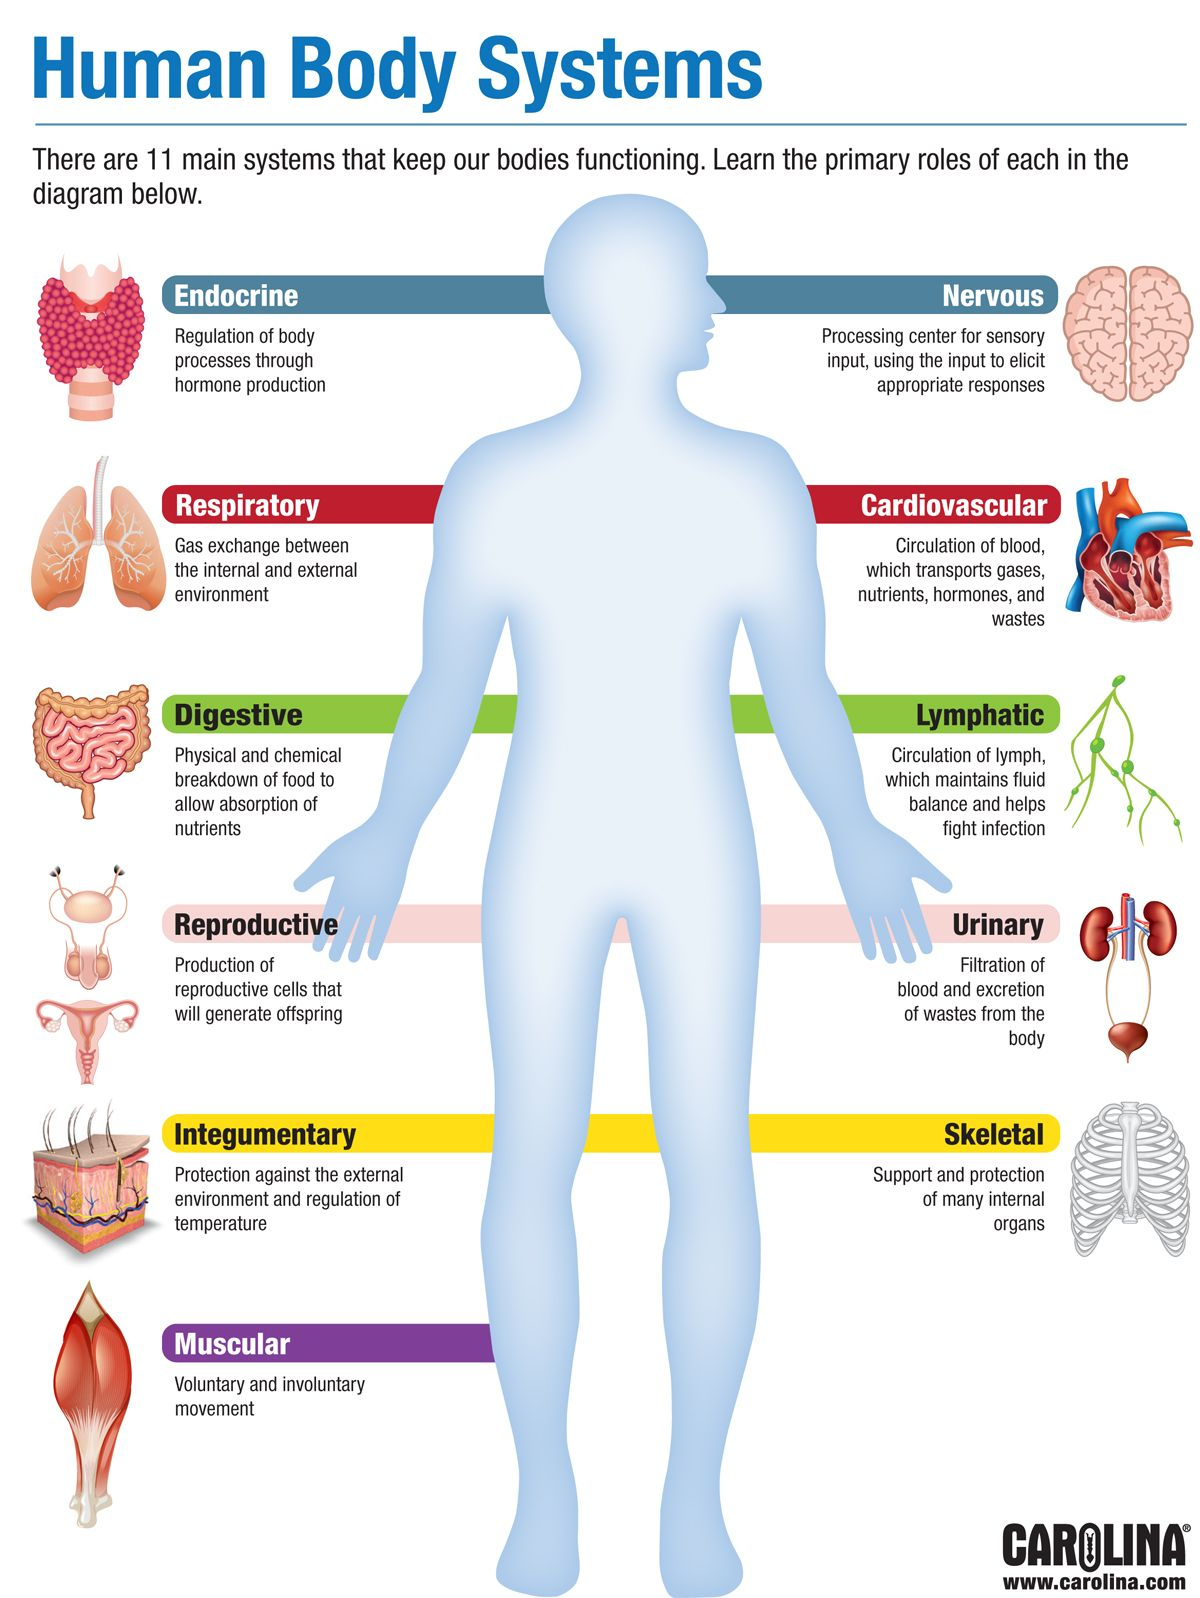 Human Body Systems
There are 11 main systems that keep our bodies functioning. Learn the primary roles of each in the
diagram below.
Endocrine
Regulation of body
processes through
hormone production
Nervous
Processing center for sensory
input, using the input to elicit
appropriate responses
Respiratory
Gas exchange between
the internal and external
environment
Cardiovascular
Circulation of blood,
which transports gases,
nutrients, hormones, and
wastes
Digestive
Physical and chemical
breakdown of food to
allow absorption of
nutrients
Lymphatic
Circulation of lymph,
which maintains fluid
balance and helps
fight infection
Reproductive
Production of
reproductive cells that
will generate offspring
Urinary
Filtration of
blood and excretion
of wastes from the
body
Integumentary
Protection against the external
environment and regulation of
temperature
Skeletal
Support and protection
of many internal
organs
Muscular
Voluntary and involuntary
movement
CAROLINA®
www.carolina.com